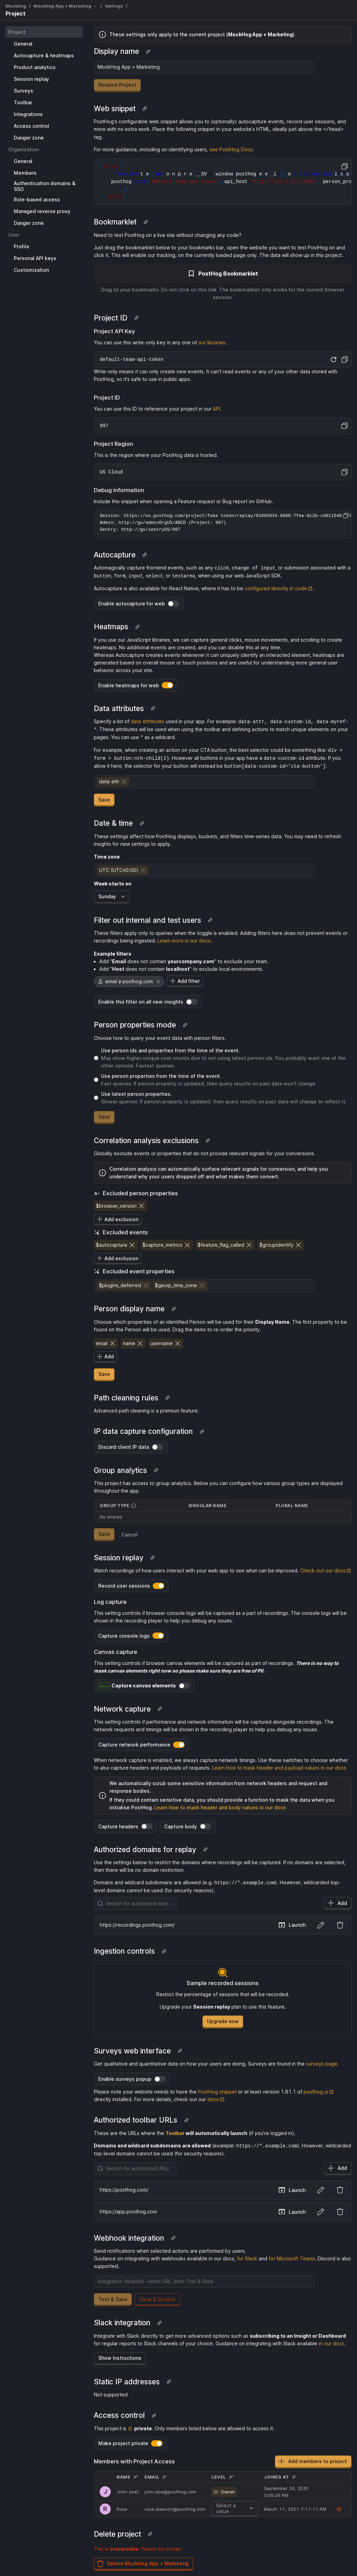 MockHog / MockHog App + Marketing / Settings /
Project
Project
General
Autocapture & heatmaps
Product analytics
Session replay
Surveys
Toolbar
Integrations
Access control
Danger zone
Organization
General
Members
Authentication domains &
SSO
Role-based access
Managed reverse proxy
Danger zone
User
Profile
Personal API keys
Customization
These settings only apply to the current project (MockHog App + Marketing).
Display name
MockHog App + Marketing
Rename Project
Web snippet
PostHog's configurable web snippet allows you to (optionally) autocapture events, record user sessions, and
more with no extra work. Place the following snippet in your website's HTML, ideally just above the </head>
tag.
For more guidance, including on identifying users, see PostHog Docs.
Bookmarklet
Need to test PostHog on a live site without changing any code?
Just drag the bookmarklet below to your bookmarks bar, open the website you want to test PostHog on and
click it. This will enable our tracking, on the currently loaded page only. The data will show up in this project.
PostHog Bookmarklet
Drag to your bookmarks. Do not click on this link. The bookmarklet only works for the current browser
session.
Project ID
Project API Key
You can use this write-only key in any one of our libraries.
default-team-api-token
Write-only means it can only create new events. It can't read events or any of your other data stored with
PostHog, so it's safe to use in public apps.
Project ID
You can use this ID to reference your project in our API.
997
Project Region
This is the region where your PostHog data is hosted.
US Cloud
Debug information
Include this snippet when opening a Feature request or Bug report on GitHub.
Admin: http://go/adminOrgUS/ABCD (Project: 997)
Sentry: http://go/sentryUS/997
Autocapture
Automagically capture frontend events, such as any click, change of input, or submission associated with a
button, form, input, select, or textarea, when using our web JavaScript SDK.
Autocapture is also available for React Native, where it has to be configured directly in code.
Enable autocapture for web
Heatmaps
If you use our JavaScript libraries, we can capture general clicks, mouse movements, and scrolling to create
heatmaps. No additional events are created, and you can disable this at any time.
Whereas Autocapture creates events whenever it can uniquely identify an interacted element, heatmaps are
generated based on overall mouse or touch positions and are useful for understanding more general user
behavior across your site.
Enable heatmaps for web
Data attributes
Specify a list of data attributes used in your app. For example: data-attr, data-custom-id, data-myref-
*. These attributes will be used when using the toolbar and defining actions to match unique elements on your
pages. You can use * as a wildcard.
For example, when creating an action on your CTA button, the best selector could be something like: div >
form > button:nth-child(2). However all buttons in your app have a data-custom-id attribute. If you
allow it here, the selector for your button will instead be button[data-custom-id='cta-button'].
data-attr
Save
Date & time
These settings affect how PostHog displays, buckets, and filters time-series data. You may need to refresh
insights for new settings to apply.
Time zone
UTC (UTC±0:00)
Week starts on
Sunday
Filter out internal and test users
These filters apply only to queries when the toggle is enabled. Adding filters here does not prevent events or
recordings being ingested. Learn more in our docs.
Example filters
Add "Email does not contain yourcompany.com" to exclude your team.
Add "Host does not contain localhost" to exclude local environments.
email ∌ posthog.com
Add filter
Enable this filter on all new insights
Person properties mode
Choose how to query your event data with person filters.
Use person ids and properties from the time of the event.
May show higher unique user counts due to not using latest person ids. You probably want one of the
other options. Fastest queries.
Use person properties from the time of the event.
Fast queries. If person property is updated, then query results on past data won't change.
Use latest person properties.
Slower queries. If person property is updated, then query results on past data will change to reflect it.
Save
Correlation analysis exclusions
Globally exclude events or properties that do not provide relevant signals for your conversions.
Correlation analysis can automatically surface relevant signals for conversion, and help you
understand why your users dropped off and what makes them convert.
Excluded person properties
$browser_version
Add exclusion
Excluded events
$autocapture $capture_metrics $feature_flag_called $groupidentify
Add exclusion
Excluded event properties
$plugins_deferred $geoip_time_zone
Person display name
Choose which properties of an identified Person will be used for their Display Name. The first property to be
found on the Person will be used. Drag the items to re-order the priority.
email name username
Add
Save
Path cleaning rules
Advanced path cleaning is a premium feature.
IP data capture configuration
Discard client IP data
Group analytics
This project has access to group analytics. Below you can configure how various group types are displayed
throughout the app.
GROUP TYPE SINGULAR NAME PLURAL NAME
No entries
Save Cancel
Session replay
Watch recordings of how users interact with your web app to see what can be improved. Check out our docs
Record user sessions
Log capture
This setting controls if browser console logs will be captured as a part of recordings. The console logs will be
shown in the recording player to help you debug any issues.
Capture console logs
Canvas capture
This setting controls if browser canvas elements will be captured as part of recordings. There is no way to
mask canvas elements right now so please make sure they are free of PII.
Capture canvas elements
Network capture
This setting controls if performance and network information will be captured alongside recordings. The
network requests and timings will be shown in the recording player to help you debug any issues.
Capture network performance
When network capture is enabled, we always capture network timings. Use these switches to choose whether
to also capture headers and payloads of requests. Learn how to mask header and payload values in our docs
We automatically scrub some sensitive information from network headers and request and
response bodies.
If they could contain sensitive data, you should provide a function to mask the data when you
initialise PostHog. Learn how to mask header and body values in our docs
Capture headers Capture body
Authorized domains for replay
Use the settings below to restrict the domains where recordings will be captured. If no domains are selected,
then there will be no domain restriction.
Domains and wildcard subdomains are allowed (e.g. https://*.example.com). However, wildcarded top-
level domains cannot be used (for security reasons).
Search for authorized dom...
Add
https://recordings.posthog.com/
Launch
Ingestion controls
Sample recorded sessions
Restrict the percentage of sessions that will be recorded.
Upgrade your Session replay plan to use this feature.
Upgrade now
Surveys web interface
Get qualitative and quantitative data on how your users are doing. Surveys are found in the surveys page.
Enable surveys popup
Please note your website needs to have the PostHog snippet or at least version 1.81.1 of posthog-js
directly installed. For more details, check out our docs.
Authorized toolbar URLs
These are the URLs where the Toolbar will automatically launch (if you're logged in).
Domains and wildcard subdomains are allowed (example: https://*.example.com). However, wildcarded
top-level domains cannot be used (for security reasons).
Search for authorized URLs
Add
https://posthog.com/
Launch
https://app.posthog.com
Launch
Webhook integration
Send notifications when selected actions are performed by users.
Guidance on integrating with webhooks available in our docs, for Slack and for Microsoft Teams. Discord is also
supported.
integration disabled - enter URL, then Test & Save
Test & Save Clear & Disable
Slack integration
Integrate with Slack directly to get more advanced options such as subscribing to an Insight or Dashboard
for regular reports to Slack channels of your choice. Guidance on integrating with Slack available in our docs.
Show Instructions
Static IP addresses
Not supported
Access control
This project is private. Only members listed below are allowed to access it.
Make project private
Members with Project Access
Add members to project
NAME EMAIL LEVEL JOINED AT
J John (me) john.doe@posthog.com Owner September 24, 2020
3:05:26 PM
R Rose rose.dawson@posthog.com Select a
value March 11, 2021 7:11:11 PM
Delete project
This is irreversible. Please be certain.
Delete MockHog App + Marketing